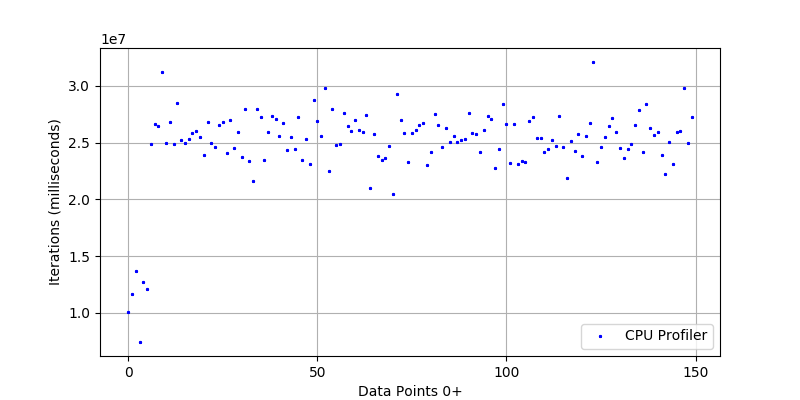 1e7
3.0
2.5
2.0
1.5
1.0
Iterations (milliseconds)
0 50 100 150
Data Points 0+
CPU Profiler